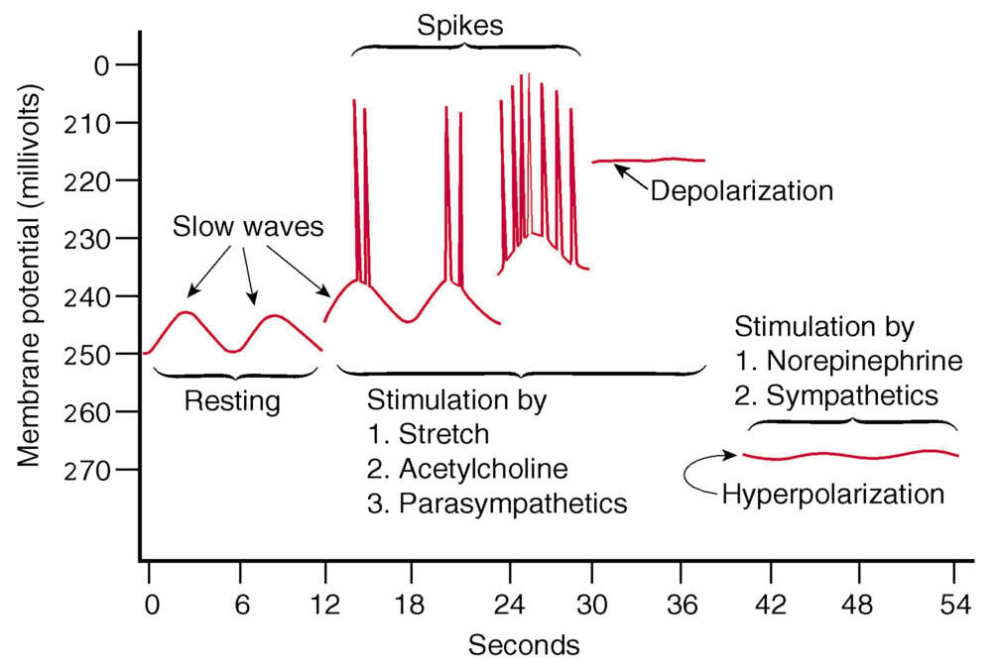 Spikes
Membrane potential (millivolts)
0
210
220
230
240
250
260
270
Slow waves
Depolarization
Resting
Stimulation by
1. Stretch
2. Acetylcholine
3. Parasympathetics
Stimulation by
1. Norepinephrine
2. Sympathetics
Hyperpolarization
0 6 12 18 24 30 36 42 48 54
Seconds